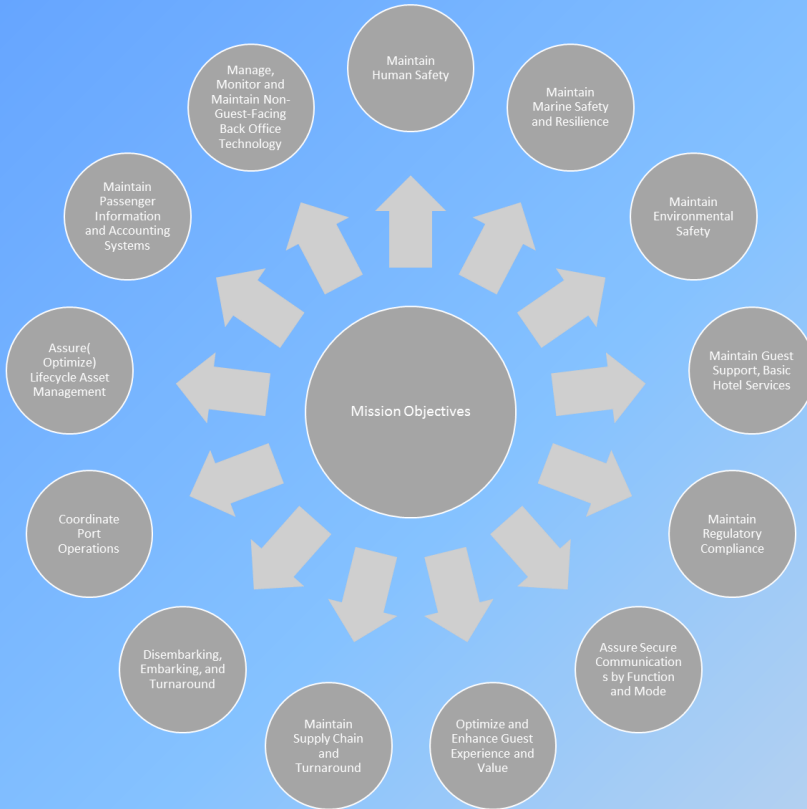 Maintain
Human Safety
Maintain
Marine Safety
and Resilience
Maintain
Environmental
Safety
Maintain Guest
Support, Basic
Hotel Services
Maintain
Regulatory
Compliance
Assure Secure
Communication
s by Function
and Mode
Optimize and
Enhance Guest
Experience and
Value
Maintain
Supply Chain
and
Turnaround
Disembarking,
Embarking, and
Turnaround
Coordinate
Port
Operations
Assure(
Optimize)
Lifecycle Asset
Management
Maintain
Passenger
Information
and Accounting
Systems
Manage,
Monitor and
Maintain Non-
Guest-Facing
Back Office
Technology
Mission Objectives